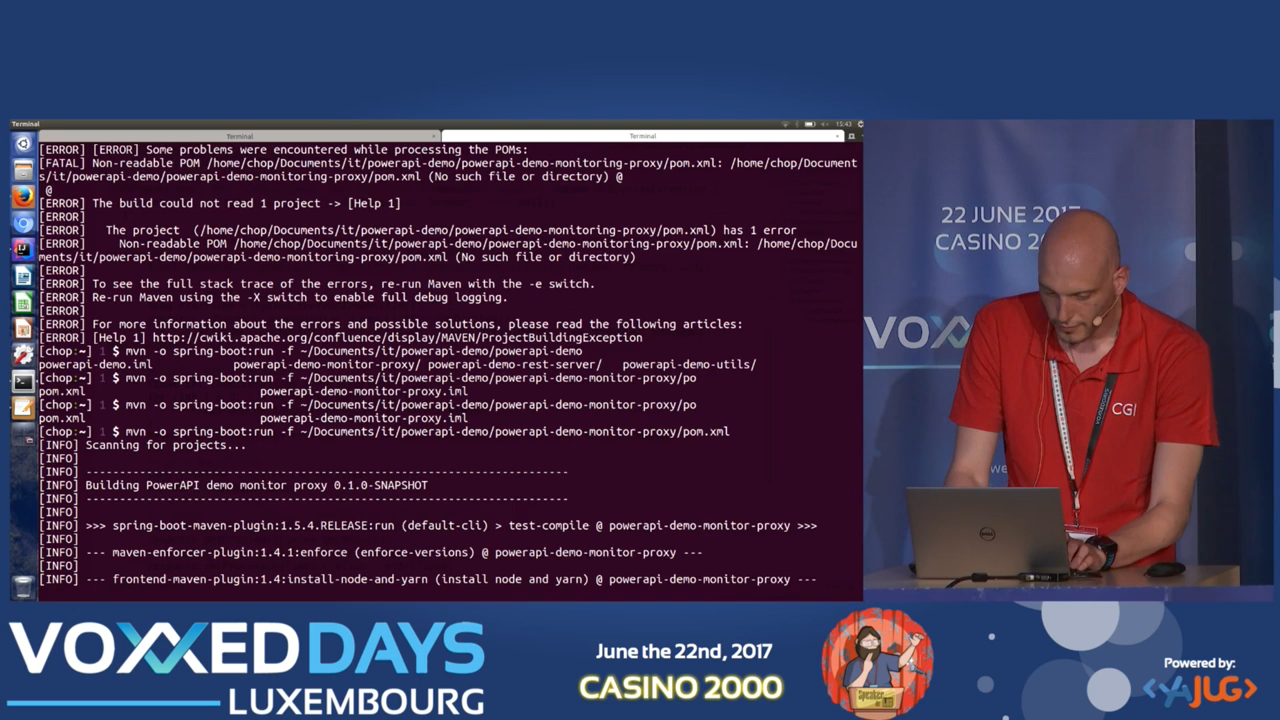 Terminal
15:43
Terminal
Terminal
[ERROR] [ERROR] Some problems were encountered while processing the POMs:
[FATAL] Non-readable POM /home/chop/Documents/it/powerapi-demo/powerapi-demo-monitoring-proxy/pom.xml: /home/chop/Document
s/it/powerapi-demo/powerapi-demo-monitoring-proxy/pom.xml (No such file or directory) @
@
[ERROR] The build could not read 1 project -> [Help 1]
[ERROR]
[ERROR]   The project  (/home/chop/Documents/it/powerapi-demo/powerapi-demo-monitoring-proxy/pom.xml) has 1 error
[ERROR]     Non-readable POM /home/chop/Documents/it/powerapi-demo/powerapi-demo-monitoring-proxy/pom.xml: /home/chop/Docu
ments/it/powerapi-demo/powerapi-demo-monitoring-proxy/pom.xml (No such file or directory)
[ERROR]
[ERROR] To see the full stack trace of the errors, re-run Maven with the -e switch.
[ERROR] Re-run Maven using the -X switch to enable full debug logging.
[ERROR]
[ERROR] For more information about the errors and possible solutions, please read the following articles:
[ERROR] [Help 1] http://cwiki.apache.org/confluence/display/MAVEN/ProjectBuildingException
[chop:~] 1 $ mvn -o spring-boot:run -f ~/Documents/it/powerapi-demo/powerapi-demo
powerapi-demo.iml powerapi-demo-monitor-proxy/ powerapi-demo-rest-server/ powerapi-demo-utils/
[chop:~] 1 $ mvn -o spring-boot:run -f ~/Documents/it/powerapi-demo/powerapi-demo-monitor-proxy/po
pom.xml powerapi-demo-monitor-proxy.iml
[chop:~] 1 $ mvn -o spring-boot:run -f ~/Documents/it/powerapi-demo/powerapi-demo-monitor-proxy/po
pom.xml powerapi-demo-monitor-proxy.iml
[chop:~] 1 $ mvn -o spring-boot:run -f ~/Documents/it/powerapi-demo/powerapi-demo-monitor-proxy/pom.xml
[INFO] Scanning for projects...
[INFO]
[INFO] ------------------------------------------------------------------------
[INFO] Building PowerAPI demo monitor proxy 0.1.0-SNAPSHOT
[INFO] ------------------------------------------------------------------------
[INFO]
[INFO] >>> spring-boot-maven-plugin:1.5.4.RELEASE:run (default-cli) > test-compile @ powerapi-demo-monitor-proxy >>>
[INFO]
[INFO] --- maven-enforcer-plugin:1.4.1:enforce (enforce-versions) @ powerapi-demo-monitor-proxy ---
[INFO]
[INFO] --- frontend-maven-plugin:1.4:install-node-and-yarn (install node and yarn) @ powerapi-demo-monitor-proxy ---
22 JUNE 2017
CASINO 2
VOX
CGI
DELL
VOXXED DAYS
LUXEMBOURG
June the 22nd, 2017
CASINO 2000
Speaker
Powered by:
YAJUG